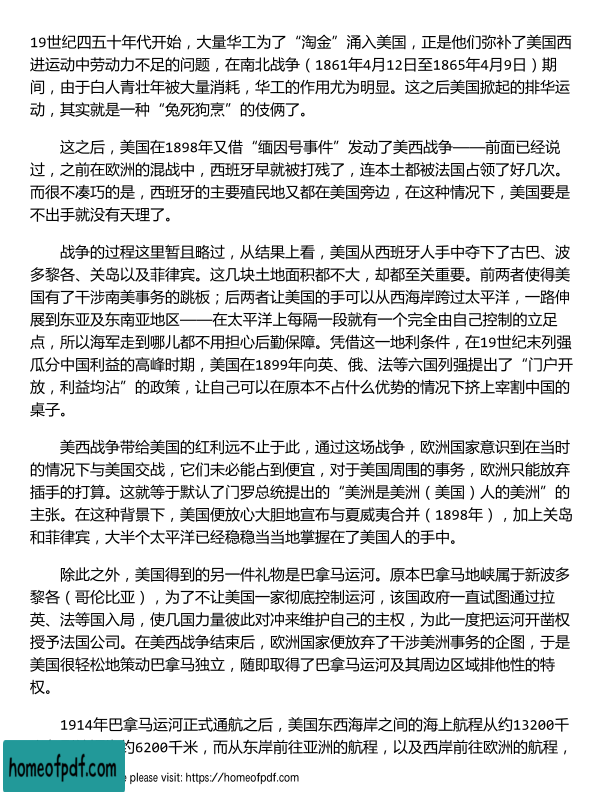 19世纪四五十年代开始，大量华工为了“淘金”涌入美国，正是他们弥补了美国西
进运动中劳动力不足的问题，在南北战争（1861年4月12日至1865年4月9日）期
间，由于白人青壮年被大量消耗，华工的作用尤为明显。这之后美国掀起的排华运
动，其实就是一种“兔死狗烹”的伎俩了。
这之后，美国在1898年又借“缅因号事件”发动了美西战争——前面已经说
过，之前在欧洲的混战中，西班牙早就被打残了，连本土都被法国占领了好几次。
而很不凑巧的是，西班牙的主要殖民地又都在美国旁边，在这种情况下，美国要是
不出手就没有天理了。
战争的过程这里暂且略过，从结果上看，美国从西班牙人手中夺下了古巴、波
多黎各、关岛以及菲律宾。这几块土地面积都不大，却都至关重要。前两者使得美
国有了干涉南美事务的跳板；后两者让美国的手可以从西海岸跨过太平洋，一路伸
展到东亚及东南亚地区——在太平洋上每隔一段就有一个完全由自己控制的立足
点，所以海军走到哪儿都不用担心后勤保障。凭借这一地利条件，在19世纪末列强
瓜分中国利益的高峰时期，美国在1899年向英、俄、法等六国列强提出了“门户开
放，利益均沾”的政策，让自己可以在原本不占什么优势的情况下挤上宰割中国的
桌子。
美西战争带给美国的红利远不止于此，通过这场战争，欧洲国家意识到在当时
的情况下与美国交战，它们未必能占到便宜，对于美国周围的事务，欧洲只能放弃
插手的打算。这就等于默认了门罗总统提出的“美洲是美洲（美国）人的美洲”的
主张。在这种背景下，美国便放心大胆地宣布与夏威夷合并（1898年），加上关岛
和菲律宾，大半个太平洋已经稳稳当当地掌握在了美国人的手中。
除此之外，美国得到的另一件礼物是巴拿马运河。原本巴拿马地峡属于新波多
黎各（哥伦比亚），为了不让美国一家彻底控制运河，该国政府一直试图通过拉
英、法等国入局，使几国力量彼此对冲来维护自己的主权，为此一度把运河开凿权
授予法国公司。在美西战争结束后，欧洲国家便放弃了干涉美洲事务的企图，于是
美国很轻松地策动巴拿马独立，随即取得了巴拿马运河及其周边区域排他性的特
权。
1914年巴拿马运河正式通航之后，美国东西海岸之间的海上航程从约13200千
约6200千米，而从东岸前往亚洲的航程，以及西岸前往欧洲的航程，
homeofpdf.com
please visit: https://homeofpdf.com